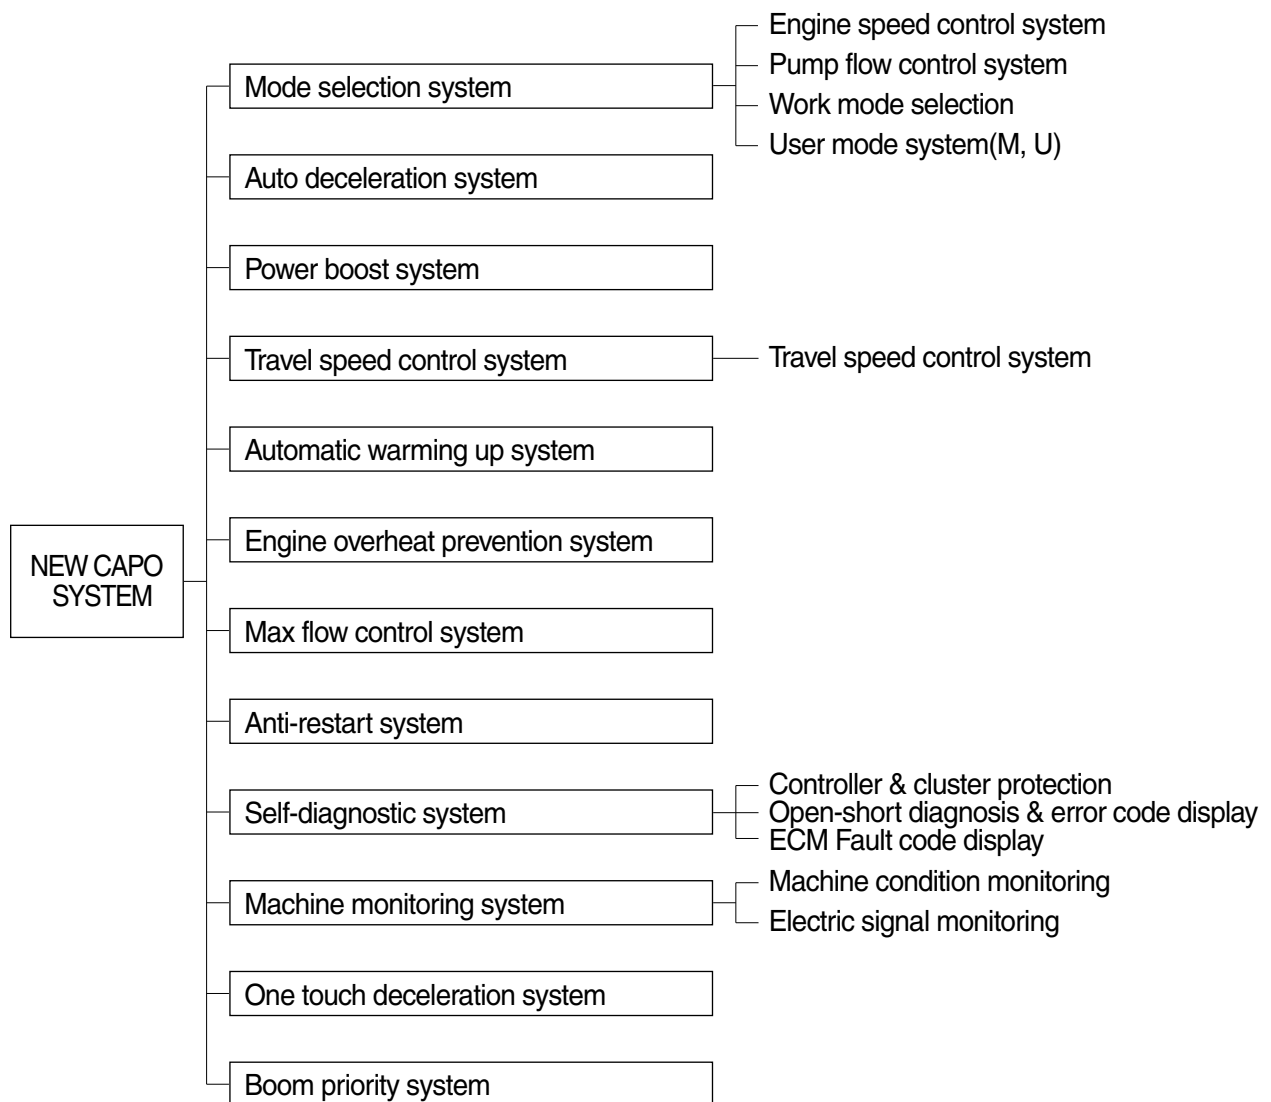 Engine speed control system
Pump flow control system
Mode selection system
Work mode selection
User mode system(M, U)
Auto deceleration system
Power boost system
Travel speed control system
Travel speed control system
Automatic warming up system
Engine overheat prevention system
NEW CAPO
SYSTEM
Max flow control system
Anti-restart system
Controller & cluster protection
Self-diagnostic system
Open-short diagnosis & error code display
ECM Fault code display
Machine condition monitoring
Machine monitoring system
Electric signal monitoring
One touch deceleration system
Boom priority system